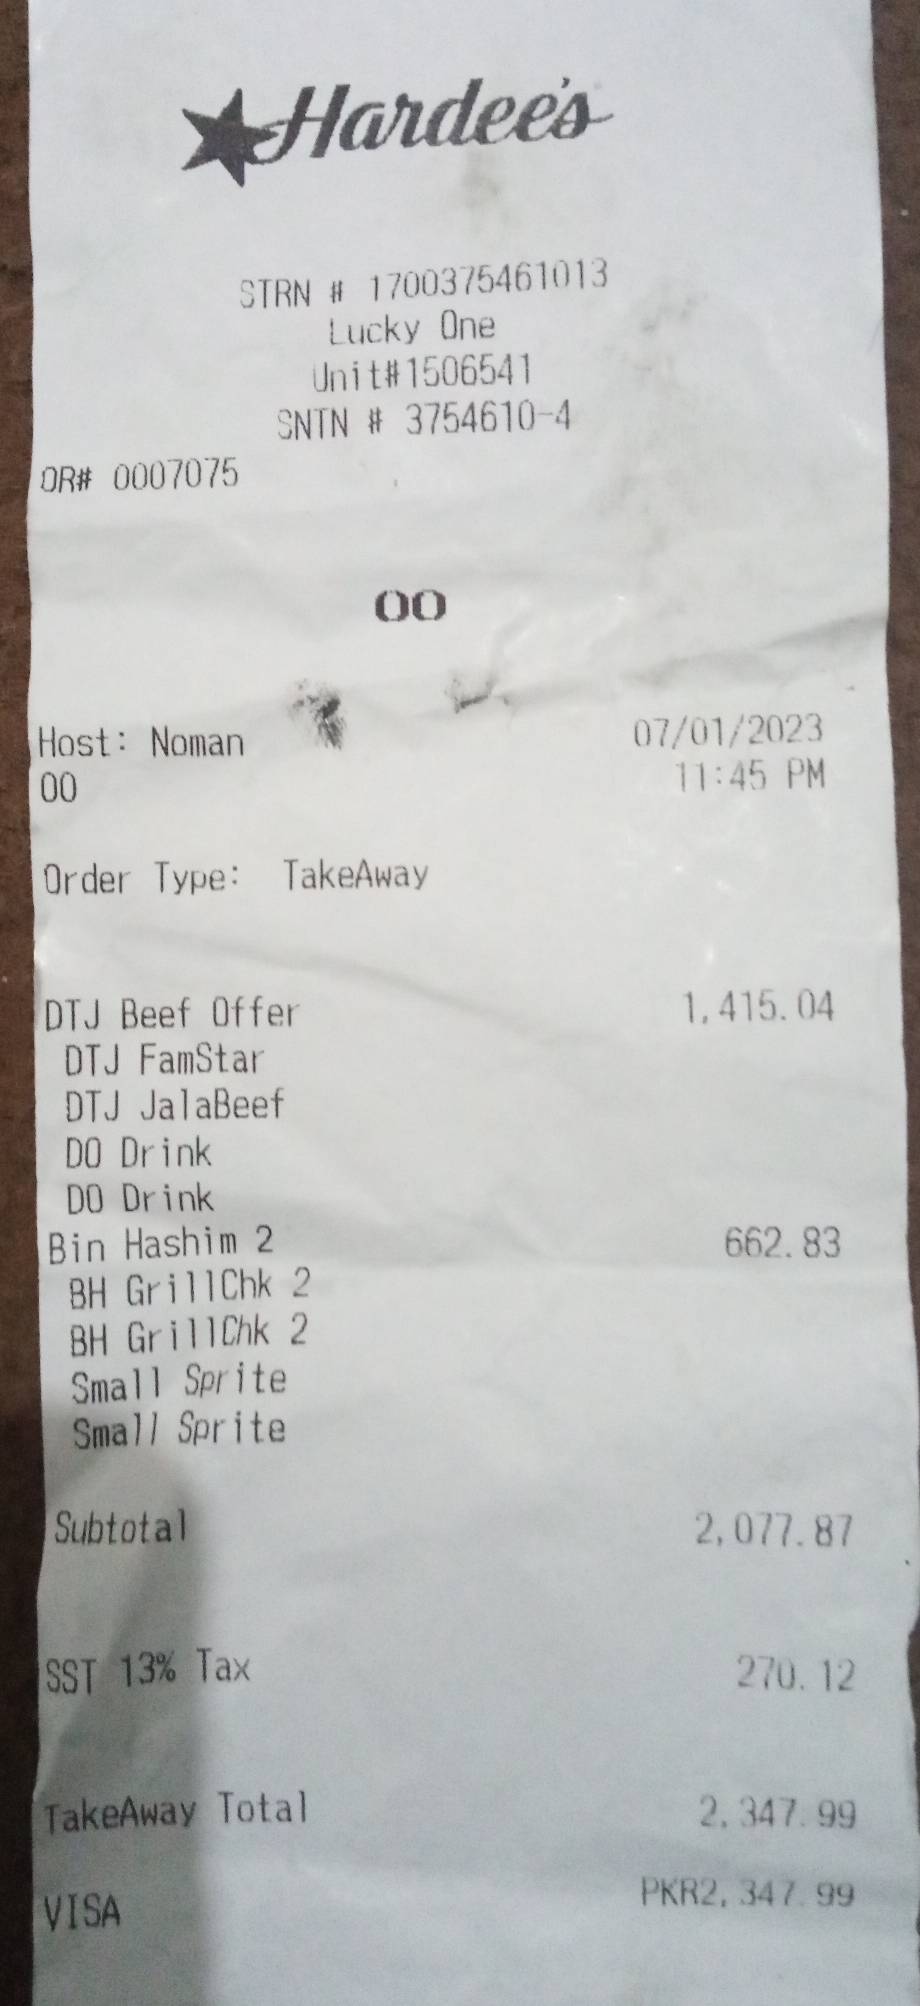 Hardee's
STRN # 1700375461013
Lucky One
Unit#1506541
SNTN # 3754610-4
OR# 0007075
00
Host: Noman 07/01/2023
00 11:45 PM
Order Type: TakeAway
DTJ Beef Offer 1,415.04
DTJ FamStar
DTJ JalaBeef
DO Drink
DO Drink
Bin Hashim 2 662.83
BH GrillChk 2
BH GrillChk 2
Small Sprite
Small Sprite
Subtotal 2,077.87
SST 13% Tax 270.12
TakeAway Total 2,347.99
VISA PKR2,347.99